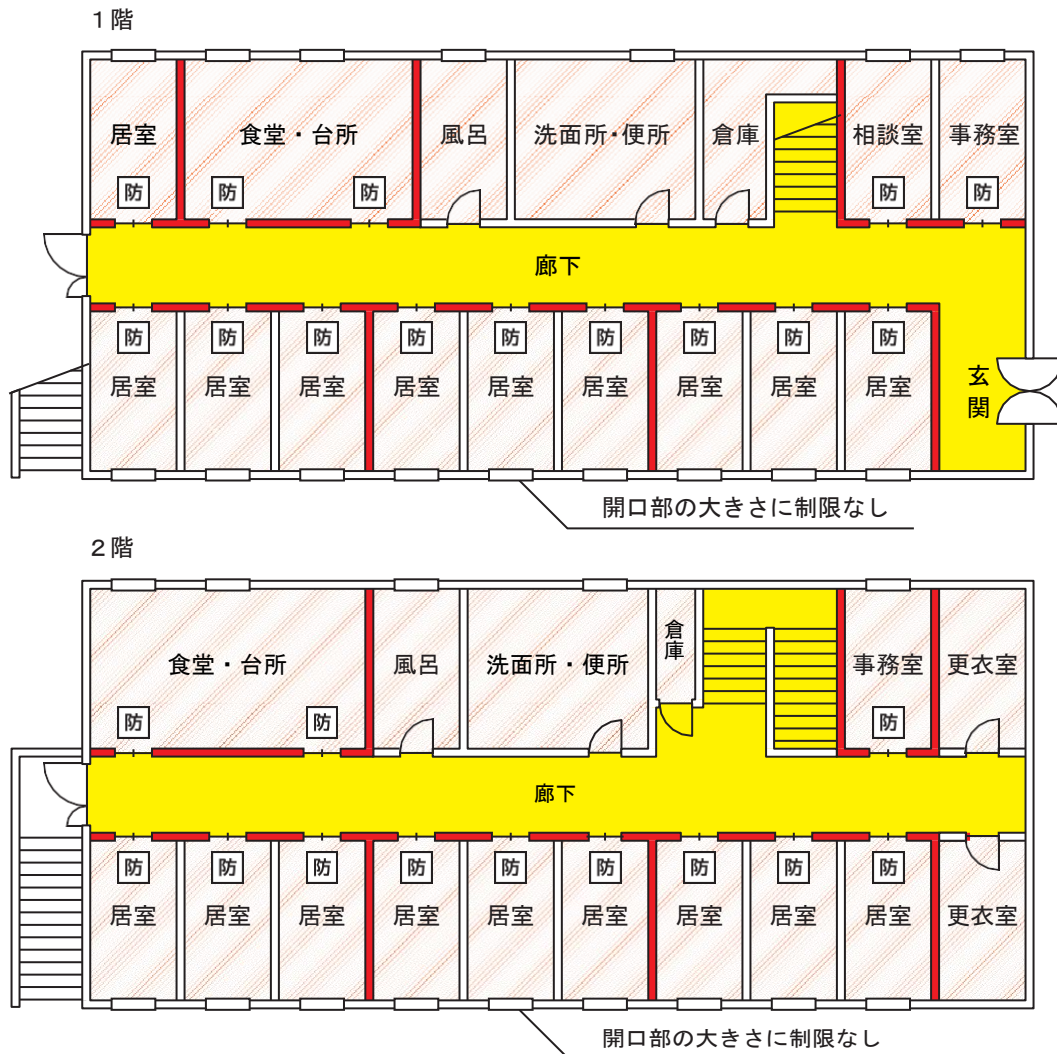 １階
居室 食堂・台所 風呂 洗面所・便所 倉庫 相談室 事務室
防 防 防 防 防
廊下
防 防 防 防 防 防 防 防 防
居室 居室 居室 居室 居室 居室 居室 居室 居室
玄関
開口部の大きさに制限なし
２階
食堂・台所 風呂 洗面所・便所 倉庫 事務室 更衣室
防 防 防
廊下
防 防 防 防 防 防 防 防 防
居室 居室 居室 居室 居室 居室 居室 居室 居室 更衣室
開口部の大きさに制限なし